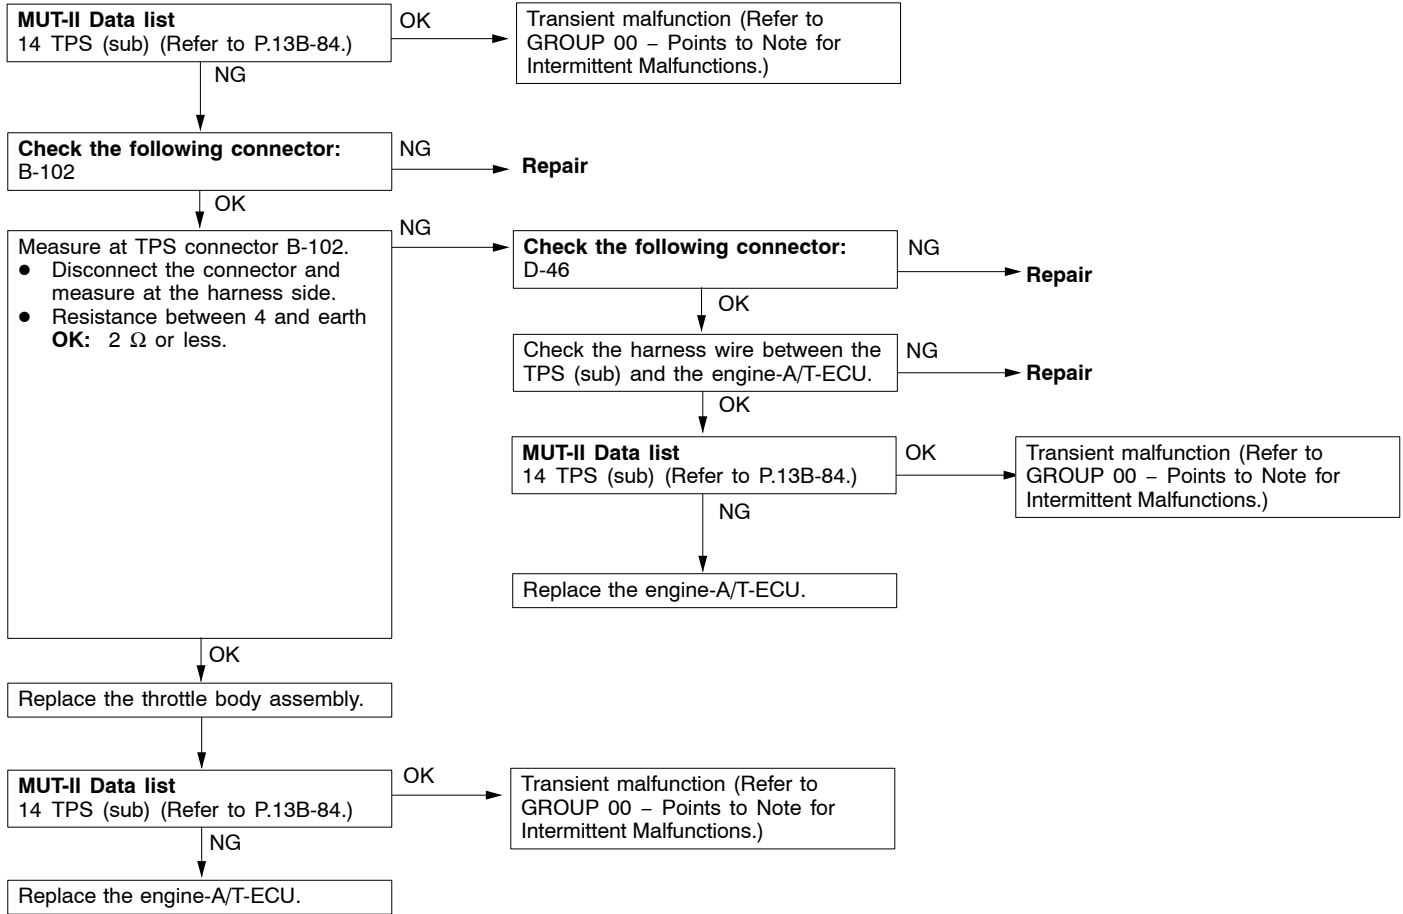 MUT-II Data list
14 TPS (sub) (Refer to P.13B-84.)
OK
Transient malfunction (Refer to
GROUP 00 – Points to Note for
Intermittent Malfunctions.)
NG
Check the following connector:
B-102
NG
Repair
OK
Measure at TPS connector B-102.
● Disconnect the connector and
measure at the harness side.
● Resistance between 4 and earth
OK: 2 Ω or less.
NG
Check the following connector:
D-46
NG
Repair
OK
Check the harness wire between the
TPS (sub) and the engine-A/T-ECU.
NG
Repair
OK
MUT-II Data list
14 TPS (sub) (Refer to P.13B-84.)
OK
Transient malfunction (Refer to
GROUP 00 – Points to Note for
Intermittent Malfunctions.)
NG
Replace the engine-A/T-ECU.
OK
Replace the throttle body assembly.
MUT-II Data list
14 TPS (sub) (Refer to P.13B-84.)
OK
Transient malfunction (Refer to
GROUP 00 – Points to Note for
Intermittent Malfunctions.)
NG
Replace the engine-A/T-ECU.